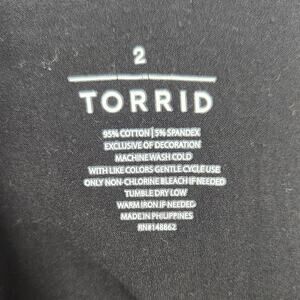 2
TORRID
95% COTTON | 5% SPANDEX
EXCLUSIVE OF DECORATION
MACHINE WASH COLD
WITH LIKE COLORS GENTLE CYCLE USE
ONLY NON-CHLORINE BLEACH IF NEEDED
TUMBLE DRY LOW
WARM IRON IF NEEDED
MADE IN PHILIPPINES
RN#148662